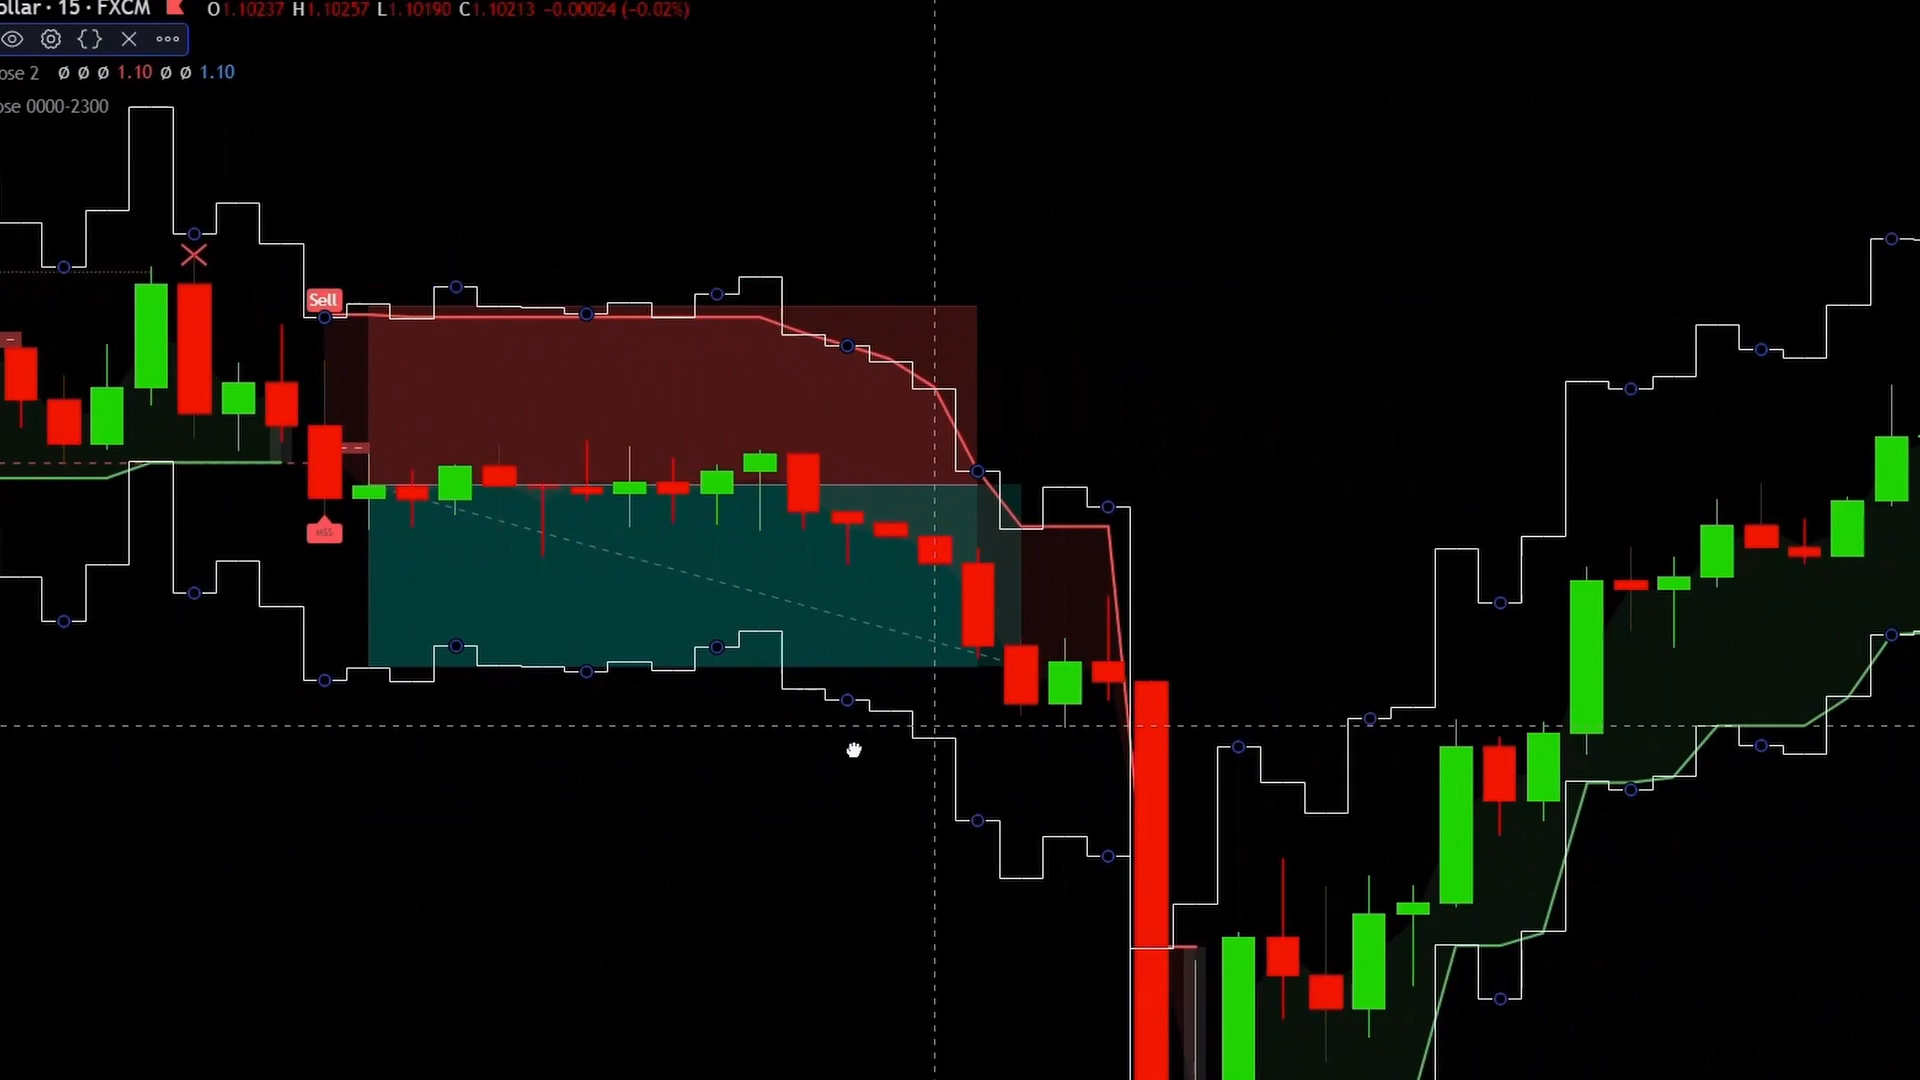 ollar · 15 · FXCM O1.10237 H1.10257 L1.10190 C1.10213 −0.00024 (−0.02%)
ose 2 Ø Ø Ø 1.10 Ø Ø 1.10
ose 0000-2300
Sell
MSS